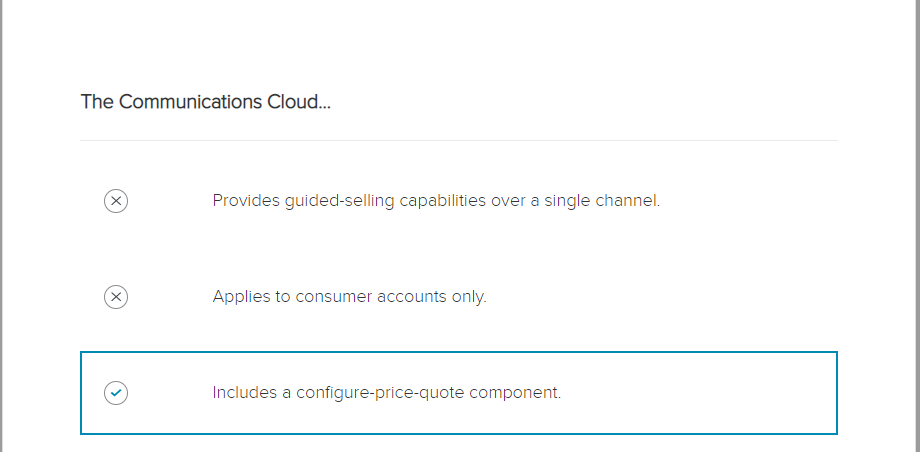 The Communications Cloud...
Provides guided-selling capabilities over a single channel.
Applies to consumer accounts only.
Includes a configure-price-quote component.